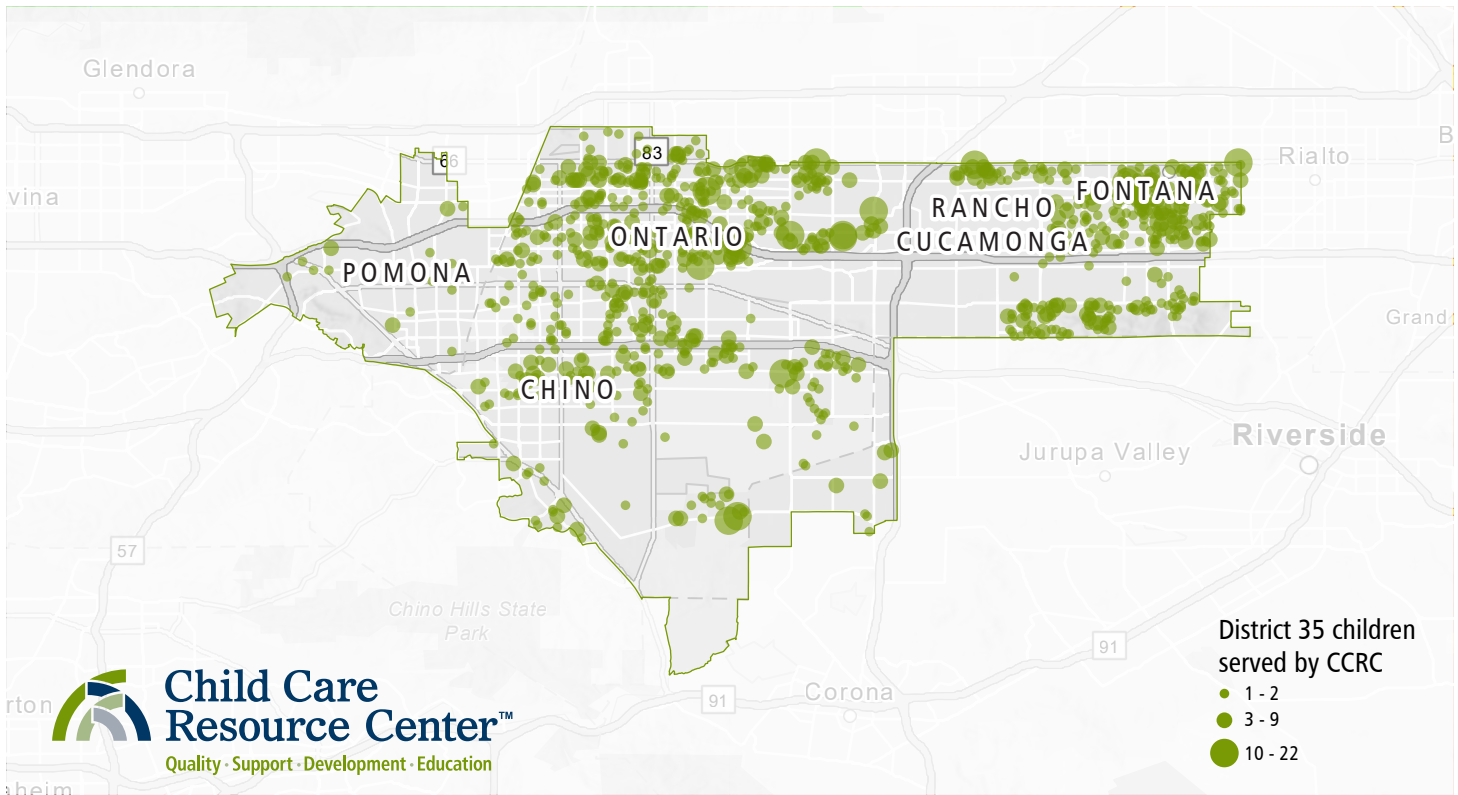 Glendora
66
83
B
Rialto
vina
FONTANA
RANCHO
CUCAMONGA
ONTARIO
POMONA
Grand
CHINO
Riverside
Jurupa Valley
57
Chino Hills State
Park
91
91
Corona
rton
aheim
District 35 children
served by CCRC
1 - 2
3 - 9
10 - 22
Child Care
Resource Center™
Quality · Support · Development · Education